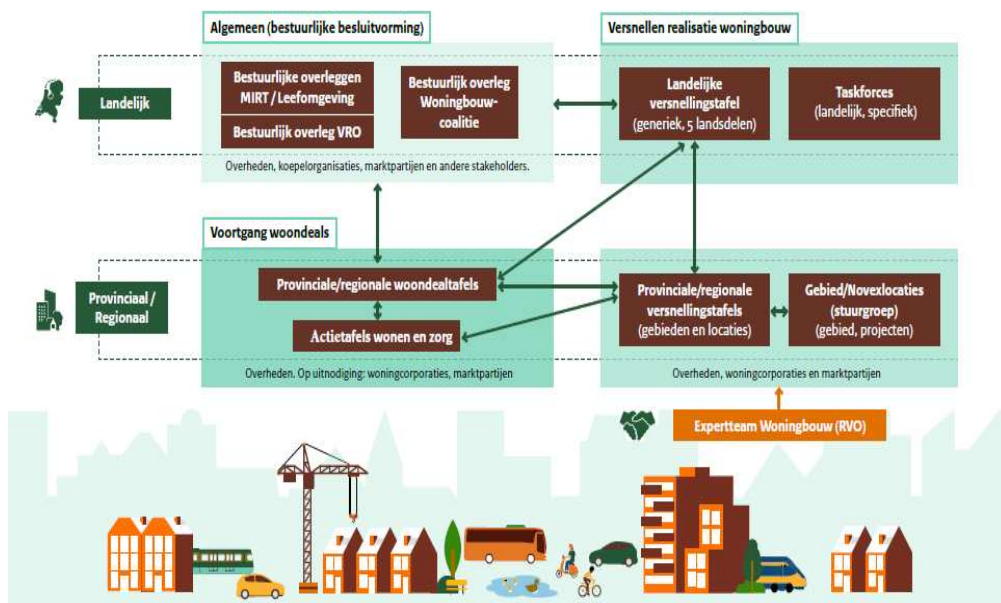 Algemeen (bestuurlijke besluitvorming)
Versnellen realisatie woningbouw
Landelijk
Bestuurlijke overleggen
MIRT / Leefomgeving
Bestuurlijk overleg VRO
Bestuurlijk overleg
Woningbouw-
coalitie
Landelijke
versnellingstafel
(generiek, 5 landsdelen)
Taskforces
(landelijk, specifiek)
Overheden, koepelorganisaties, marktpartijen en andere stakeholders.
Voortgang woondeals
Provinciaal /
Regionaal
Provinciale/regionale woondealtafels
Actietafels wonen en zorg
Provinciale/regionale
versnellingstafels
(gebieden en locaties)
Gebied/Novexlocaties
(stuurgroep)
(gebied, projecten)
Overheden. Op uitnodiging: woningcorporaties, marktpartijen
Overheden, woningcorporaties en marktpartijen
Expertteam Woningbouw (RVO)